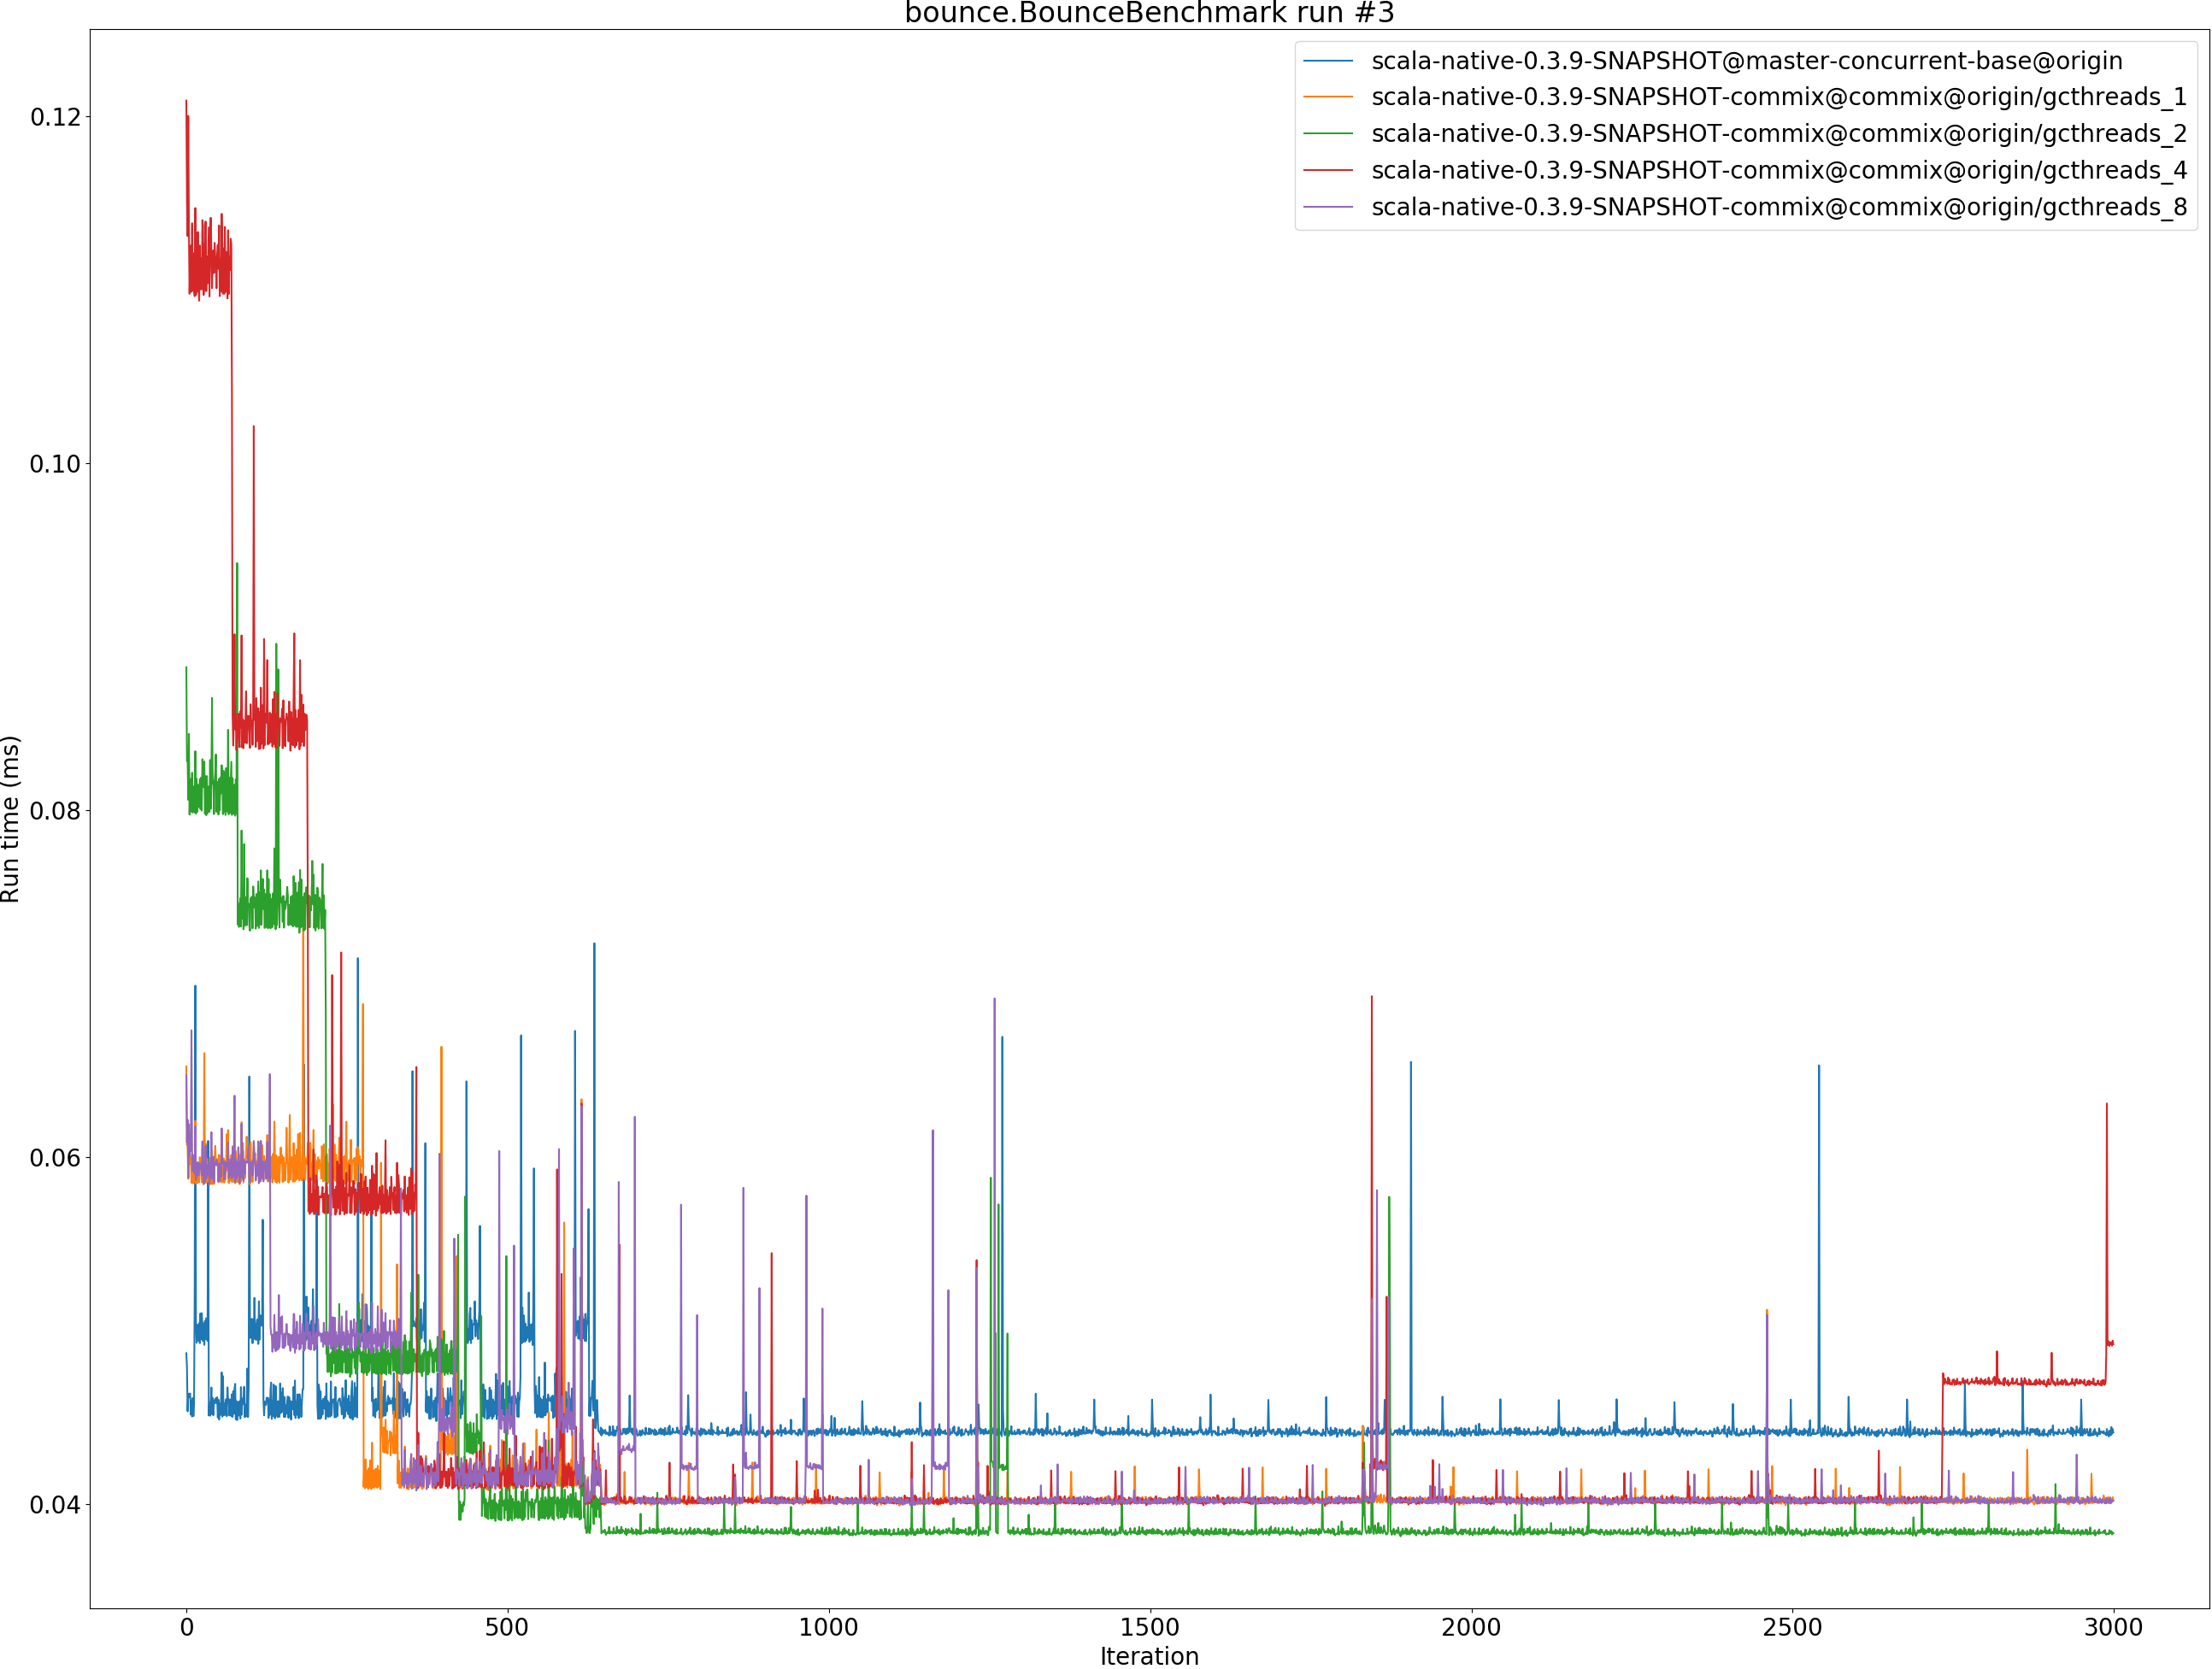 bounce.BounceBenchmark run #3
scala-native-0.3.9-SNAPSHOT@master-concurrent-base@origin
scala-native-0.3.9-SNAPSHOT-commix@commix@origin/gcthreads_1
scala-native-0.3.9-SNAPSHOT-commix@commix@origin/gcthreads_2
scala-native-0.3.9-SNAPSHOT-commix@commix@origin/gcthreads_4
scala-native-0.3.9-SNAPSHOT-commix@commix@origin/gcthreads_8
Run time (ms)
0.12
0.10
0.08
0.06
0.04
0 500 1000 1500 2000 2500 3000
Iteration